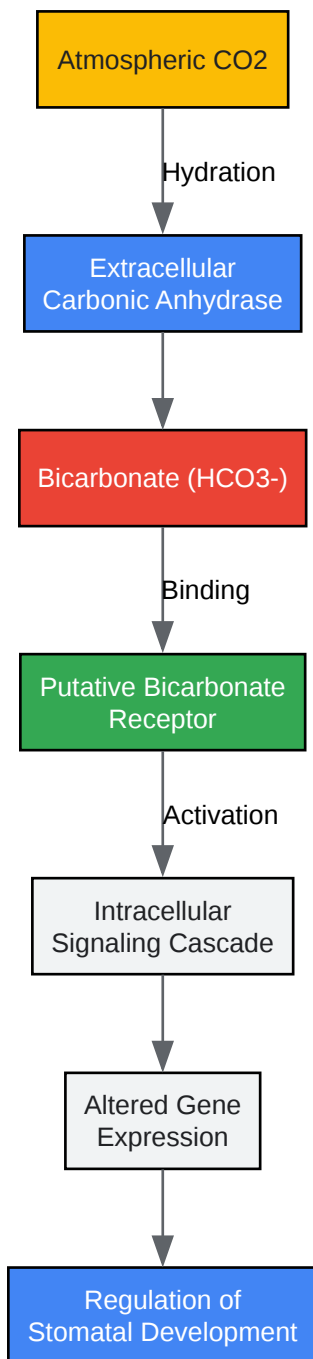 Atmospheric CO2
Hydration
Extracellular
Carbonic Anhydrase
Bicarbonate (HCO3-)
Binding
Putative Bicarbonate
Receptor
Activation
Intracellular
Signaling Cascade
Altered Gene
Expression
Regulation of
Stomatal Development